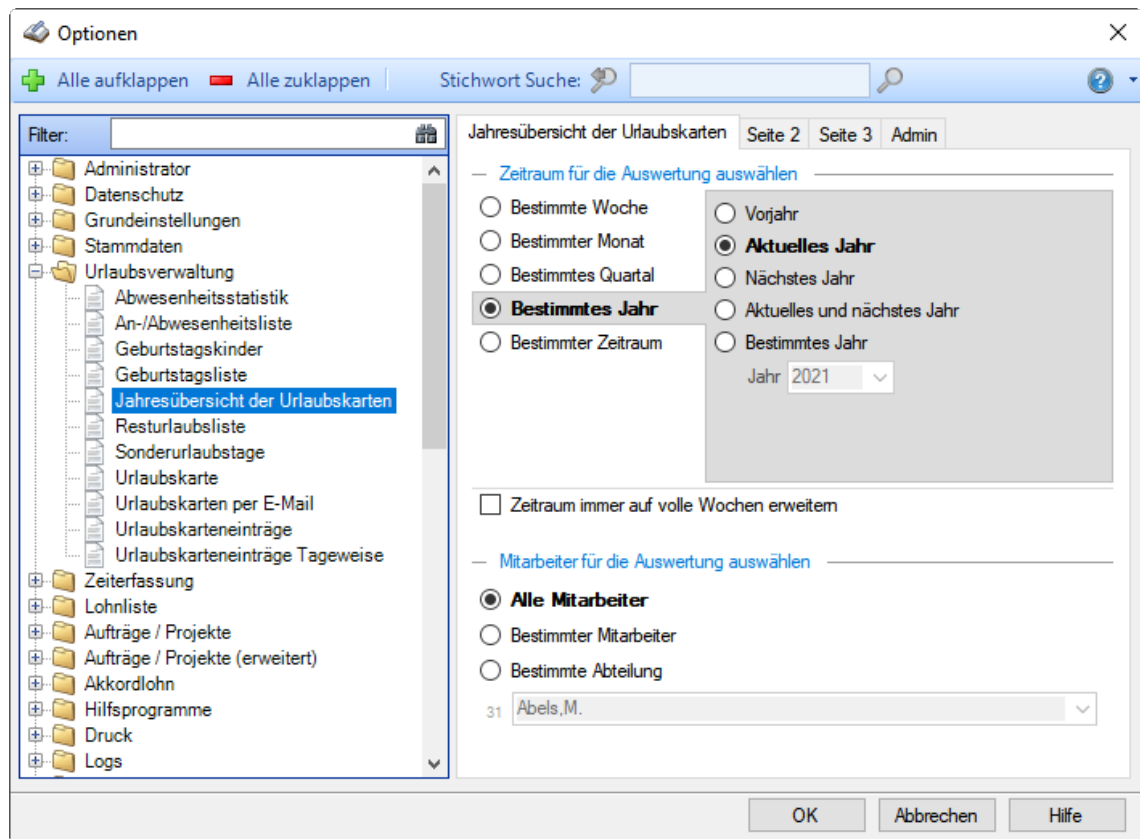 Optionen
Alle aufklappen Alle zuklappen Stichwort Suche:
Filter:
Administrator
Datenschutz
Grundeinstellungen
Stammdaten
Urlaubsverwaltung
Abwesenheitsstatistik
An-/Abwesenheitsliste
Geburtstagskinder
Geburtstagsliste
Jahresübersicht der Urlaubskarten
Resturlaubsliste
Sonderurlaubstage
Urlaubskarte
Urlaubskarten per E-Mail
Urlaubskarteneinträge
Urlaubskarteneinträge Tageweise
Zeiterfassung
Lohnliste
Aufträge / Projekte
Aufträge / Projekte (erweitert)
Akkordlohn
Hilfsprogramme
Druck
Logs
Jahresübersicht der Urlaubskarten Seite 2 Seite 3 Admin
Zeitraum für die Auswertung auswählen
Bestimmte Woche
Bestimmter Monat
Bestimmtes Quartal
Bestimmtes Jahr
Bestimmter Zeitraum
Vorjahr
Aktuelles Jahr
Nächstes Jahr
Aktuelles und nächstes Jahr
Bestimmtes Jahr
Jahr 2021
Zeitraum immer auf volle Wochen erweitern
Mitarbeiter für die Auswertung auswählen
Alle Mitarbeiter
Bestimmter Mitarbeiter
Bestimmte Abteilung
31 Abels,M.
OK Abbrechen Hilfe